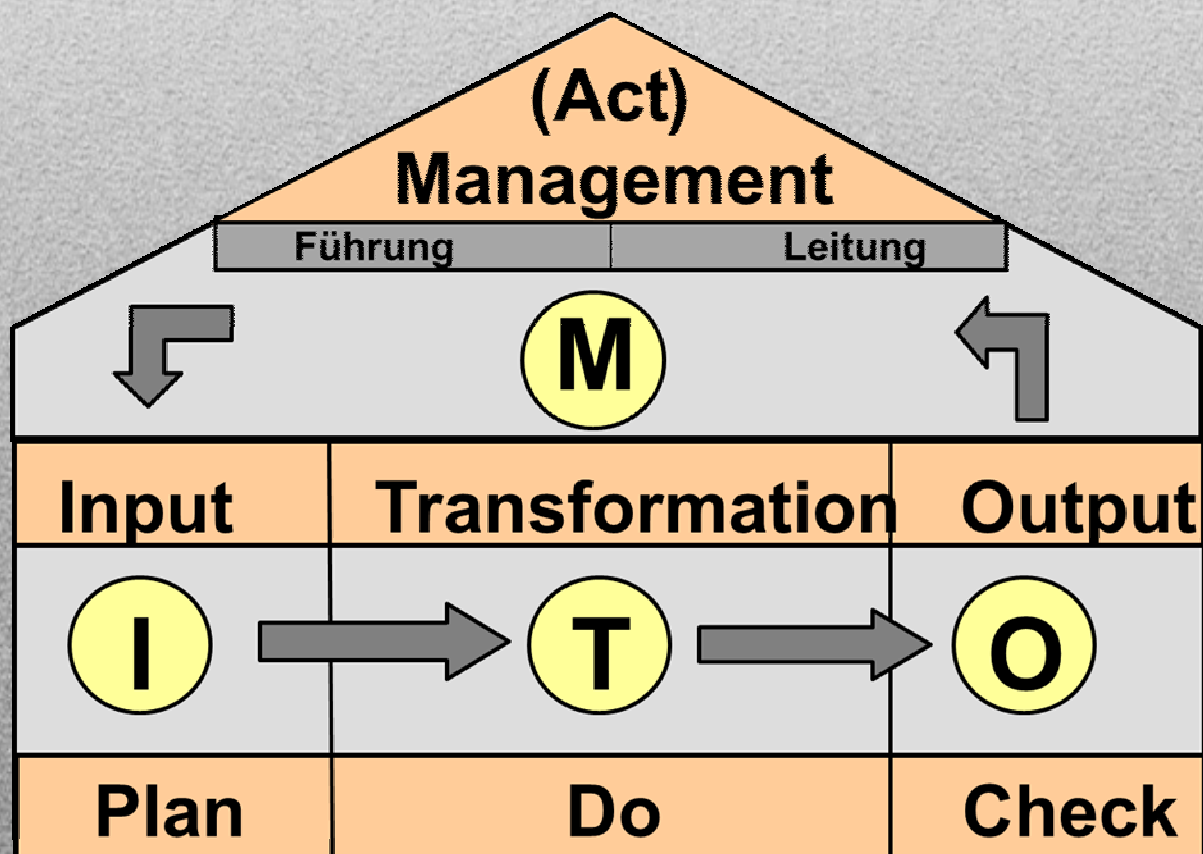 (Act)
Management
Führung Leitung
M
Input Transformation Output
I T O
Plan Do Check